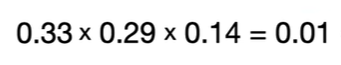 0.33 x 0.29 x 0.14 = 0.01